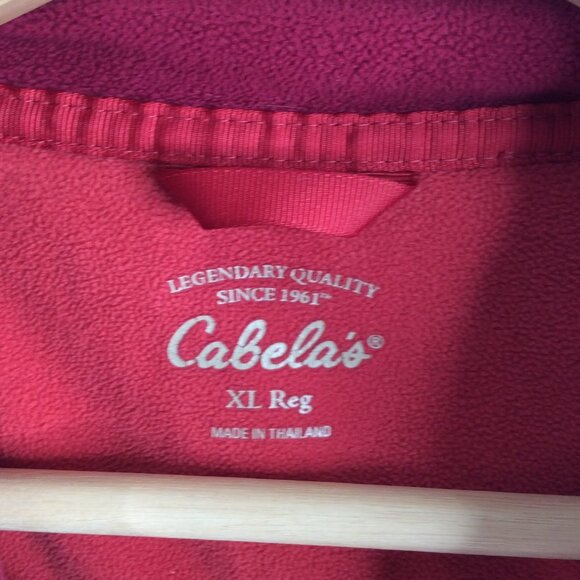 LEGENDARY QUALITY
SINCE 1961™
Cabela's®
XL Reg
MADE IN THAILAND